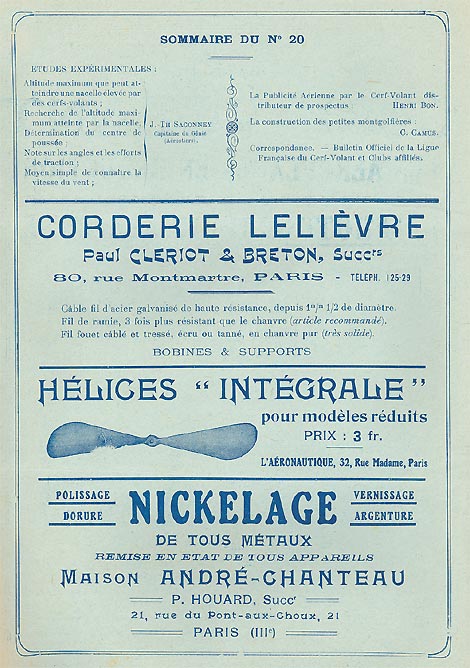 SOMMAIRE DU N° 20
ETUDES EXPÉRIMENTALES :
Altitude maximum que peut at-
teindre une nacelle élevée par
des cerfs-volants ;
Recherche de l'altitude maxi-
mum atteinte par la nacelle.
Détermination du centre de
poussée ;
Note sur les angles et les efforts
de traction ;
Moyen simple de connaître la
vitesse du vent ;
J. TH SACONNEY
Capitaine du Génie
(Aérostiers).
La Publicité Aérienne par le Cerf-Volant dis-
tributeur de prospectus : HENRI BON.
La construction des petites montgolfières :
G. CAMUS.
Correspondance. — Bulletin Officiel de la Ligue
Française du Cerf-Volant et Clubs affiliés.
CORDERIE LELIÈVRE
Paul CLERIOT & BRETON, Succrs
80, rue Montmartre, PARIS - TÉLÉPH. 125-29
Câble fil d'acier galvanisé de haute résistance, depuis 1m/m 1/2 de diamètre.
Fil de ramie, 3 fois plus résistant que le chanvre (article recommandé).
Fil fouet câblé et tressé, écru ou tanné, en chanvre pur (très solide).
BOBINES & SUPPORTS
HÉLICES “ INTÉGRALE ”
pour modèles réduits
PRIX : 3 fr.
L'AÉRONAUTIQUE, 32, Rue Madame, Paris
POLISSAGE
DORURE
NICKELAGE
VERNISSAGE
ARGENTURE
DE TOUS MÉTAUX
REMISE EN ETAT DE TOUS APPAREILS
MAISON ANDRÉ-CHANTEAU
P. HOUARD, Succr
21, rue du Pont-aux-Choux, 21
PARIS (IIIe)